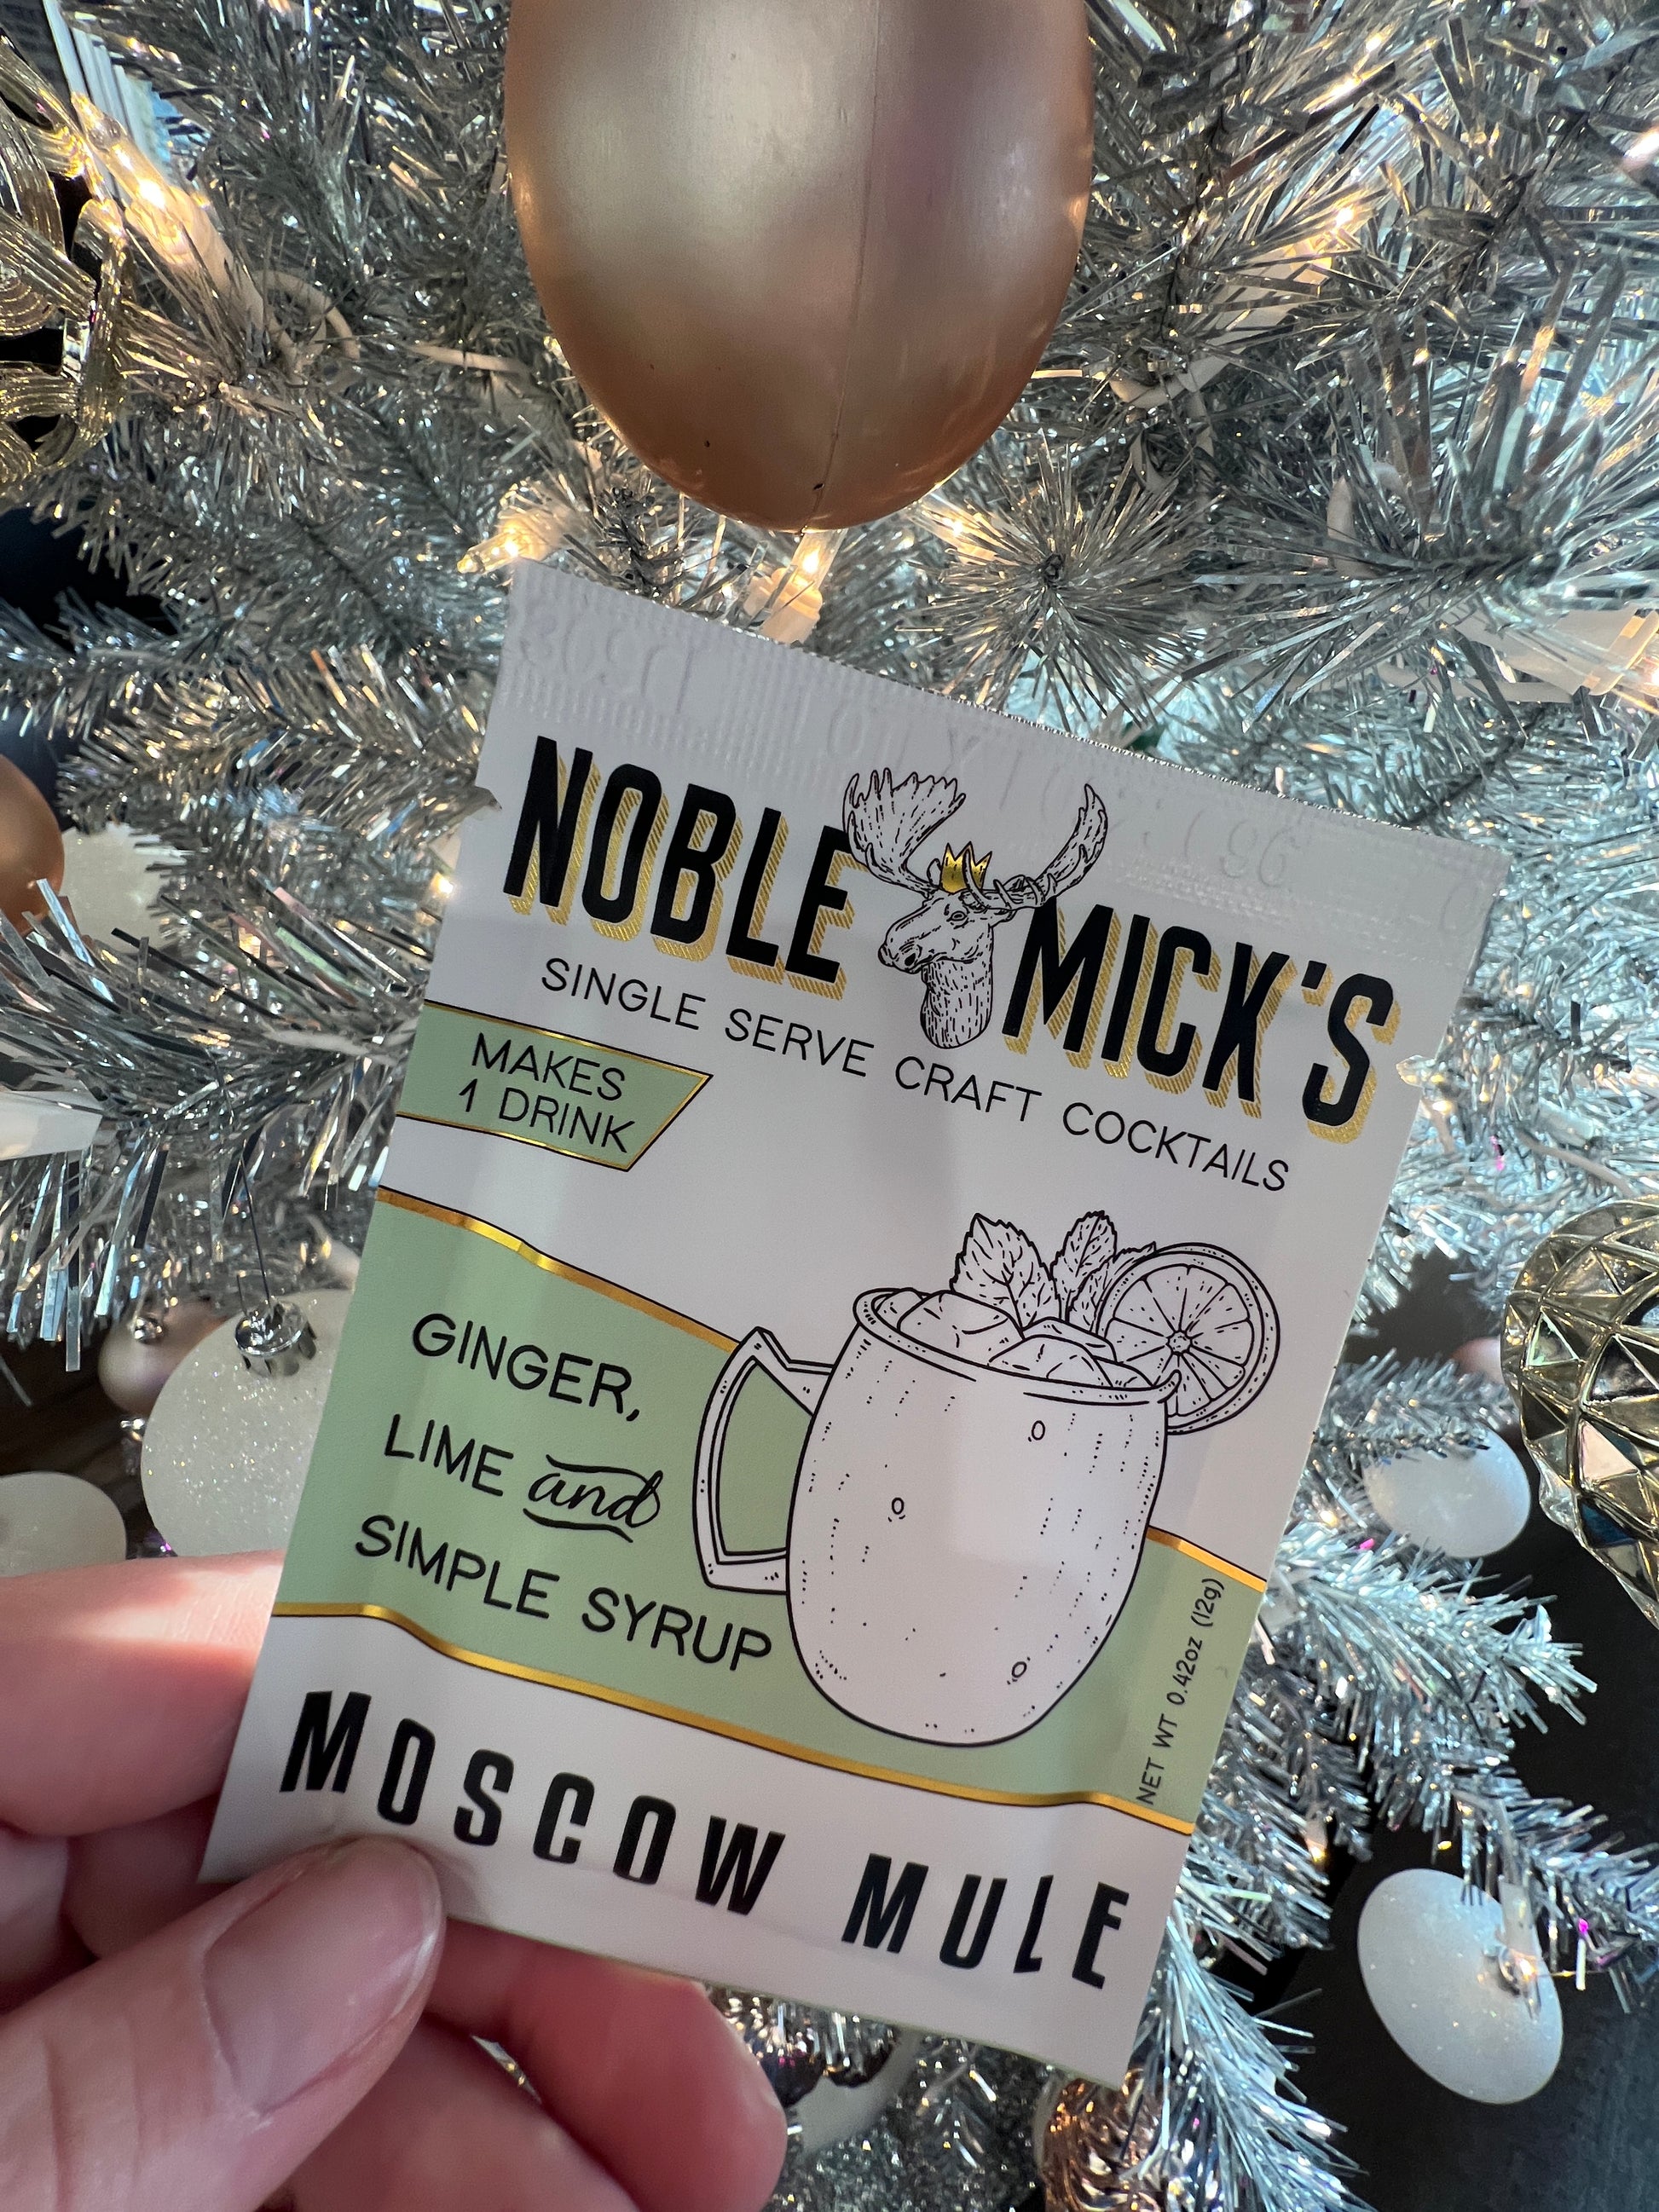 NOBLE MICK'S
SINGLE SERVE CRAFT COCKTAILS
MAKES
1 DRINK
GINGER,
LIME and
SIMPLE SYRUP
NET WT 0.42oz (12g)
MOSCOW MULE